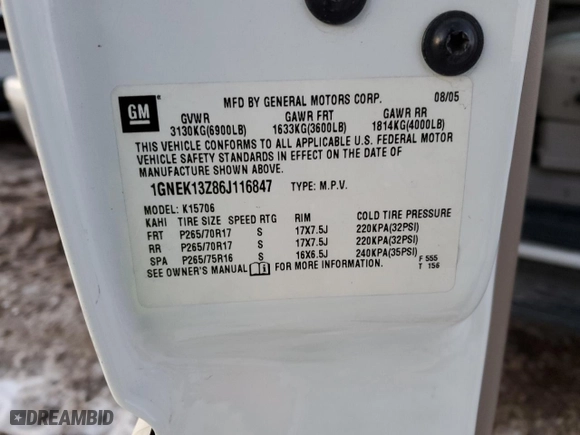 GM
MFD BY GENERAL MOTORS CORP. 08/05
GVWR GAWR FRT GAWR RR
3130KG(6900LB) 1633KG(3600LB) 1814KG(4000LB)
THIS VEHICLE CONFORMS TO ALL APPLICABLE U.S. FEDERAL MOTOR
VEHICLE SAFETY STANDARDS IN EFFECT ON THE DATE OF
MANUFACTURE SHOWN ABOVE.
1GNEK13Z86J116847 TYPE: M.P.V.
MODEL: K15706
KAHI TIRE SIZE SPEED RTG RIM COLD TIRE PRESSURE
FRT P265/70R17 S 17X7.5J 220KPA(32PSI)
RR P265/70R17 S 17X7.5J 220KPA(32PSI)
SPA P265/75R16 S 16X6.5J 240KPA(35PSI) F 555
SEE OWNER'S MANUAL FOR MORE INFORMATION. T 156
DREAMBID